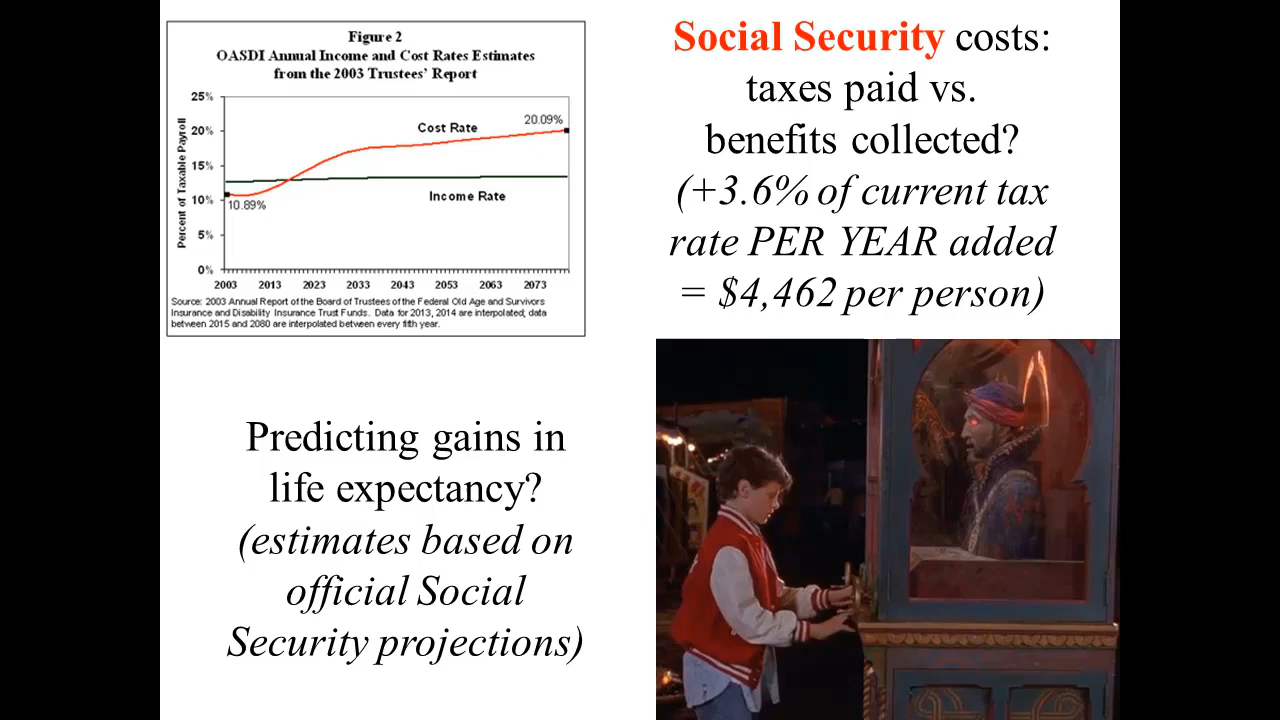 Figure 2
OASDI Annual Income and Cost Rates Estimates
from the 2003 Trustees' Report
25%
20%
15%
10%
5%
0%
Percent of Taxable Payroll
Cost Rate
20.09%
10.89%
Income Rate
2003 2013 2023 2033 2043 2053 2063 2073
Source: 2003 Annual Report of the Board of Trustees of the Federal Old Age and Survivors
Insurance and Disability Insurance Trust Funds. Data for 2013, 2014 are interpolated; data
between 2015 and 2080 are interpolated between every fifth year.
Social Security costs:
taxes paid vs.
benefits collected?
(+3.6% of current tax
rate PER YEAR added
= $4,462 per person)
Predicting gains in
life expectancy?
(estimates based on
official Social
Security projections)